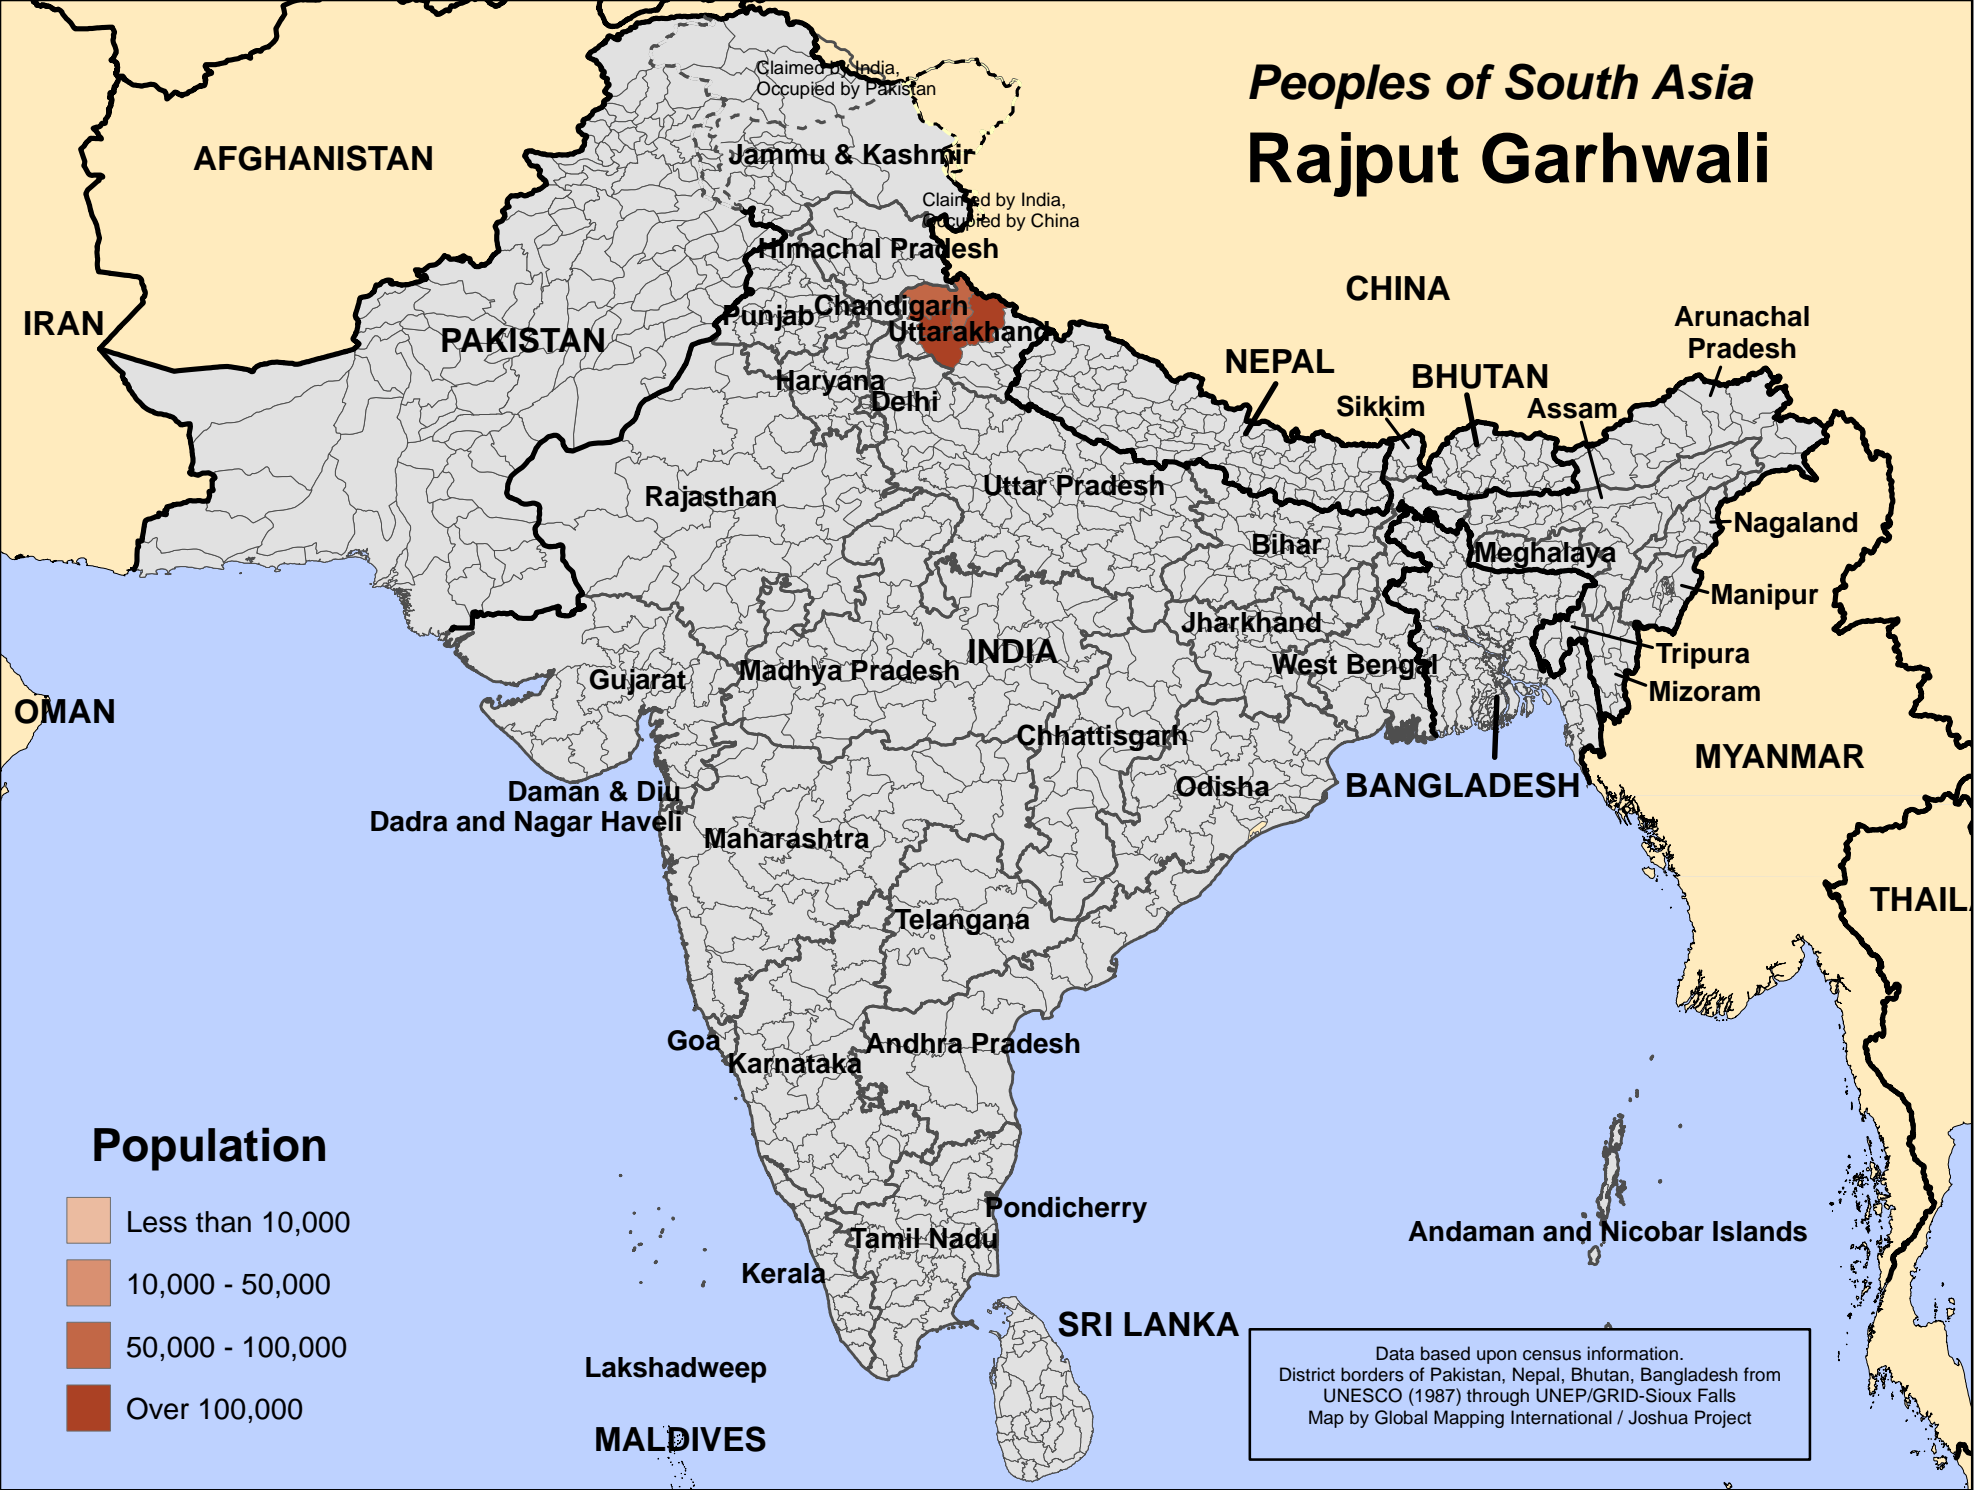 Peoples of South Asia
Rajput Garhwali
Claimed by India,
Occupied by Pakistan
AFGHANISTAN
Jammu & Kashmir
Claimed by India,
Occupied by China
Himachal Pradesh
CHINA
IRAN
PAKISTAN
Punjab
Chandigarh
Uttarakhand
Arunachal
Pradesh
NEPAL
BHUTAN
Haryana
Delhi
Sikkim
Assam
Rajasthan
Uttar Pradesh
Nagaland
Bihar
Meghalaya
Manipur
Jharkhand
INDIA
Tripura
West Bengal
Madhya Pradesh
Gujarat
Mizoram
OMAN
Chhattisgarh
MYANMAR
Odisha
BANGLADESH
Daman & Diu
Dadra and Nagar Haveli
Maharashtra
THAIL
Telangana
Goa
Andhra Pradesh
Karnataka
Population
Less than 10,000
10,000 - 50,000
50,000 - 100,000
Over 100,000
Pondicherry
Tamil Nadu
Andaman and Nicobar Islands
Kerala
SRI LANKA
Lakshadweep
MALDIVES
Data based upon census information.
District borders of Pakistan, Nepal, Bhutan, Bangladesh from
UNESCO (1987) through UNEP/GRID-Sioux Falls
Map by Global Mapping International / Joshua Project